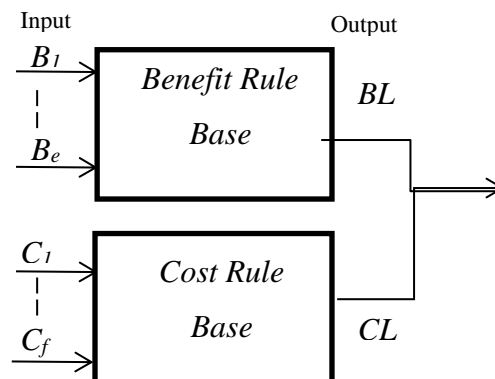 Input
Output
B1
Benefit Rule
BL
Base
Be
C1
Cost Rule
Base
CL
Cf